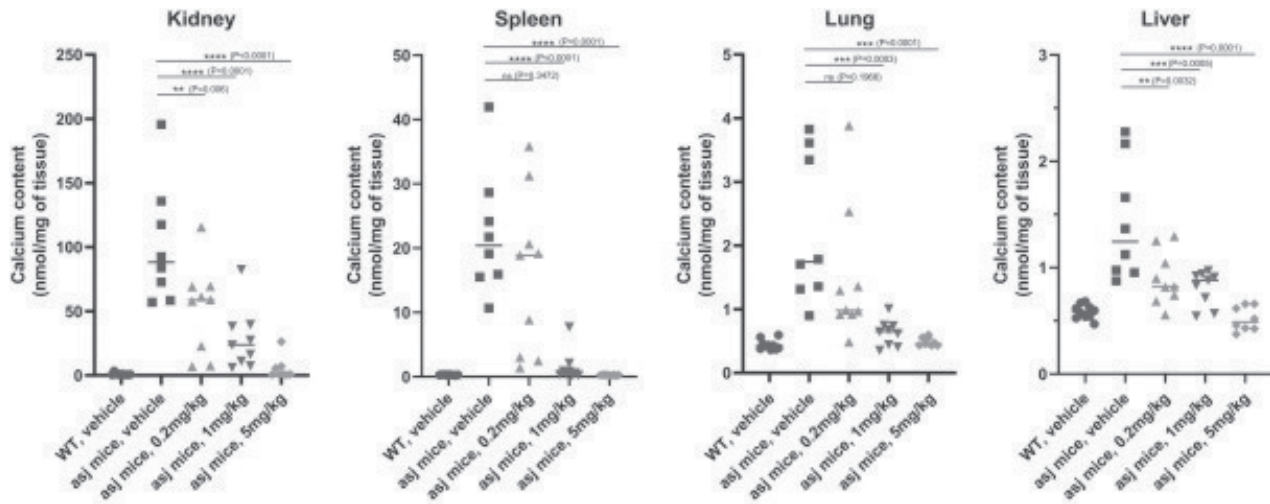 Kidney
Calcium content
(nmol/mg of tissue)
250
200
150
100
50
0
**** (P<0.0001)
**** (P=0.0001)
** (P=0.006)
WT, vehicle
asj mice, vehicle
asj mice, 0.2mg/kg
asj mice, 1mg/kg
asj mice, 5mg/kg
Spleen
Calcium content
(nmol/mg of tissue)
50
40
30
20
10
0
**** (P<0.0001)
**** (P<0.0001)
ns (P=0.3472)
WT, vehicle
asj mice, vehicle
asj mice, 0.2mg/kg
asj mice, 1mg/kg
asj mice, 5mg/kg
Lung
Calcium content
(nmol/mg of tissue)
5
4
3
2
1
0
*** (P=0.0001)
*** (P=0.0003)
ns (P=0.1968)
WT, vehicle
asj mice, vehicle
asj mice, 0.2mg/kg
asj mice, 1mg/kg
asj mice, 5mg/kg
Liver
Calcium content
(nmol/mg of tissue)
3
2
1
0
**** (P<0.0001)
*** (P=0.0005)
** (P=0.0032)
WT, vehicle
asj mice, vehicle
asj mice, 0.2mg/kg
asj mice, 1mg/kg
asj mice, 5mg/kg